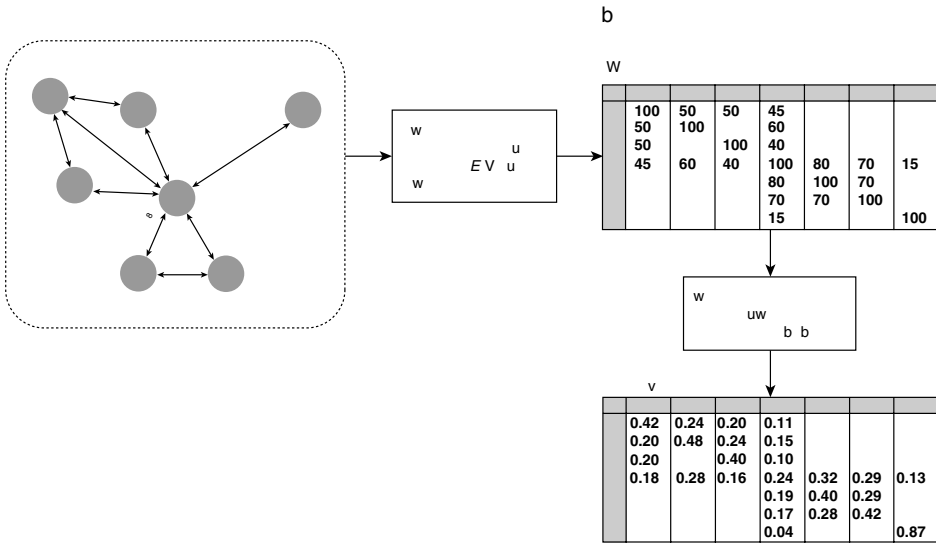 b
W
w
u
E V u
w
8
100 50 50 45
50 100 60
50 100 40
45 60 40 100 80 70 15
80 100 70
70 70 100
15 100
w
uw
b b
v
0.42 0.24 0.20 0.11
0.20 0.48 0.24 0.15
0.20 0.40 0.10
0.18 0.28 0.16 0.24 0.32 0.29 0.13
0.19 0.40 0.29
0.17 0.28 0.42
0.04 0.87